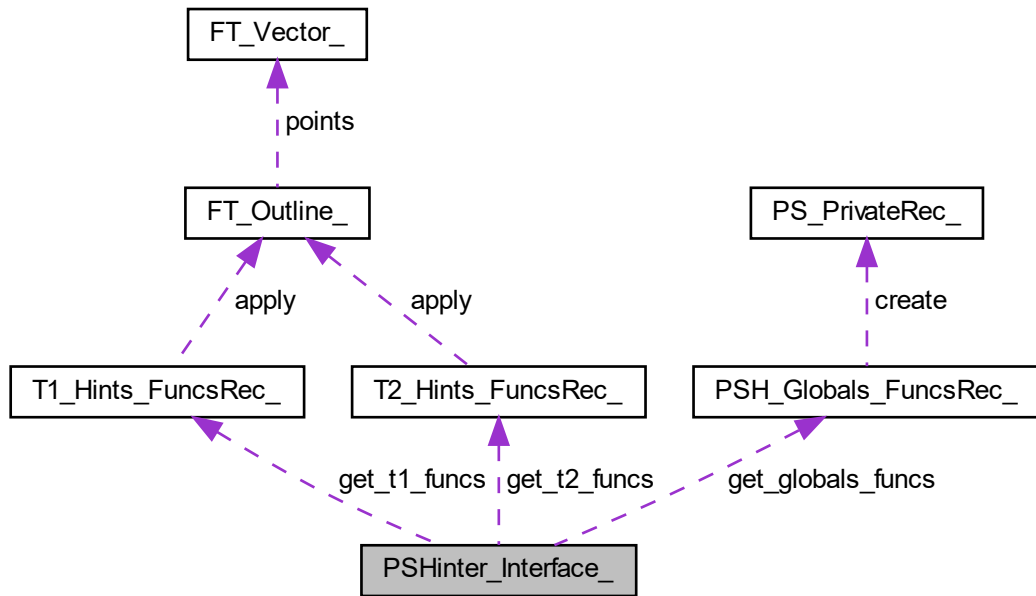 FT_Vector_
points
FT_Outline_
PS_PrivateRec_
apply
apply
create
T1_Hints_FuncsRec_
T2_Hints_FuncsRec_
PSH_Globals_FuncsRec_
get_t1_funcs
get_t2_funcs
get_globals_funcs
PSHinter_Interface_